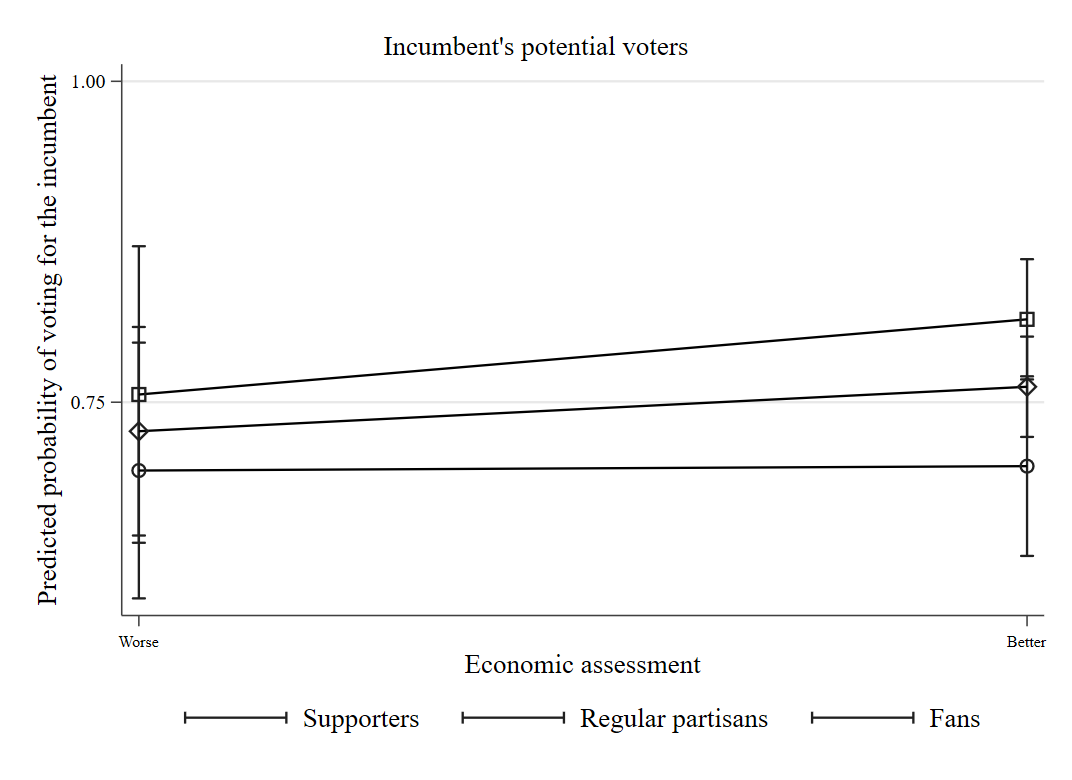 Incumbent's potential voters
Predicted probability of voting for the incumbent
1.00
0.75
Worse
Better
Economic assessment
Supporters
Regular partisans
Fans